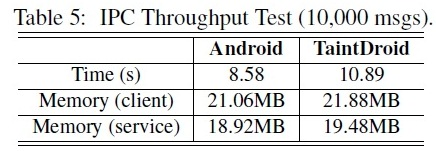 Table 5: IPC Throughput Test (10,000 msgs).
Android TaintDroid
Time (s) 8.58 10.89
Memory (client) 21.06MB 21.88MB
Memory (service) 18.92MB 19.48MB